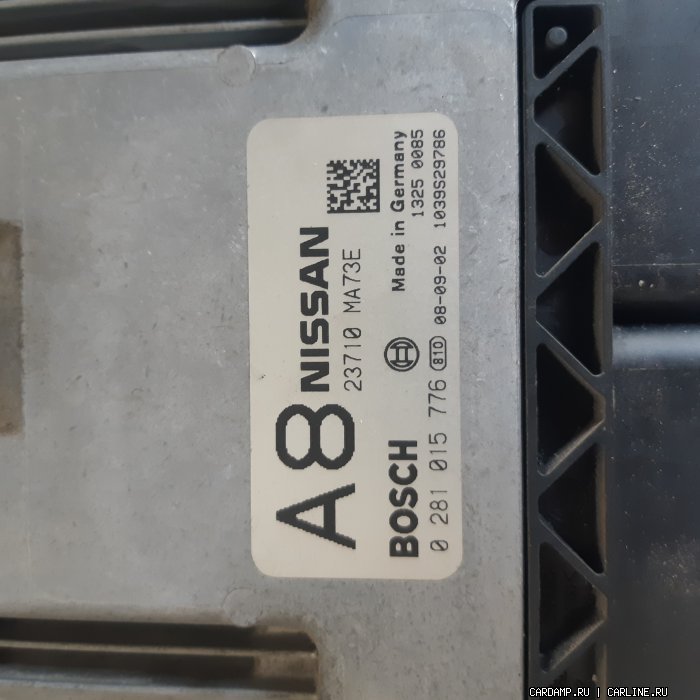 A8
NISSAN
23710 MA73E
BOSCH
Made in Germany
0 281 015 776
810
1325 0085
08-09-02 1039S29786
CARDAMP.RU | CARLINE.RU